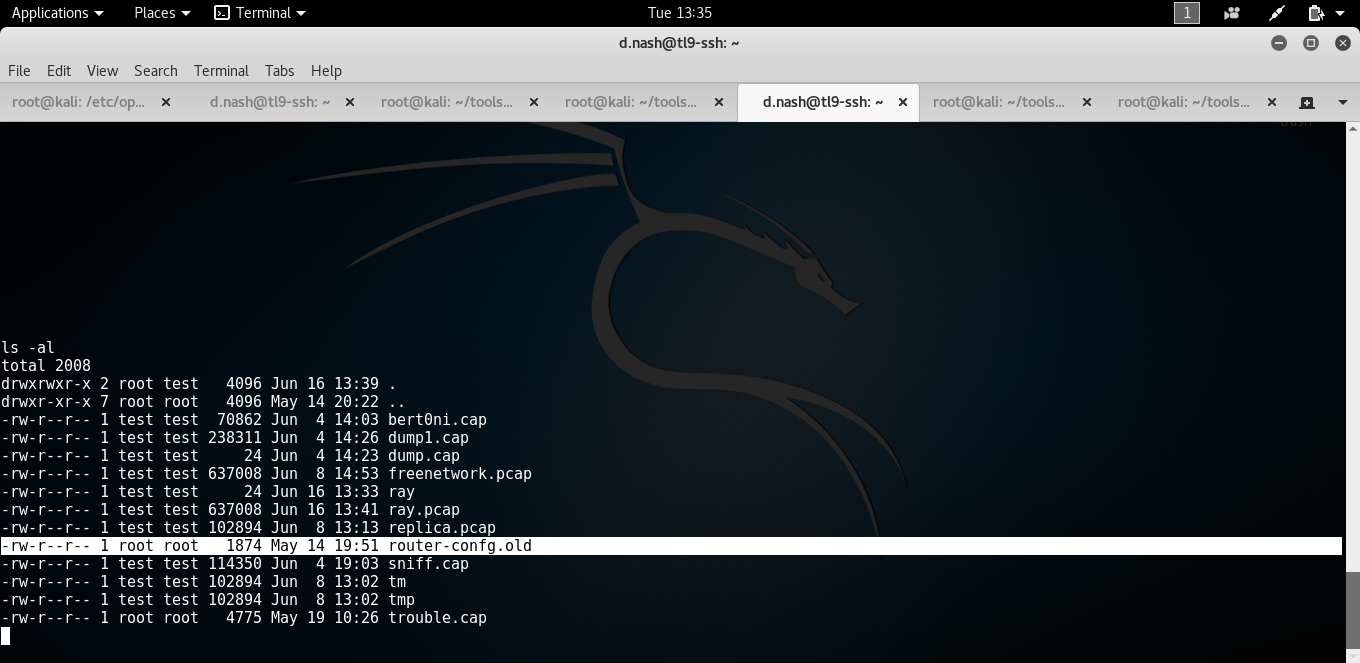 Applications Places Terminal Tue 13:35 1
d.nash@tl9-ssh: ~
File Edit View Search Terminal Tabs Help
root@kali: /etc/op... d.nash@tl9-ssh: ~ root@kali: ~/tools... root@kali: ~/tools... d.nash@tl9-ssh: ~ root@kali: ~/tools... root@kali: ~/tools...
ls -al
total 2008
drwxrwxr-x 2 root test   4096 Jun 16 13:39 .
drwxr-xr-x 7 root root   4096 May 14 20:22 ..
-rw-r--r-- 1 test test  70862 Jun  4 14:03 bert0ni.cap
-rw-r--r-- 1 test test 238311 Jun  4 14:26 dump1.cap
-rw-r--r-- 1 test test     24 Jun  4 14:23 dump.cap
-rw-r--r-- 1 test test 637008 Jun  8 14:53 freenetwork.pcap
-rw-r--r-- 1 test test     24 Jun 16 13:33 ray
-rw-r--r-- 1 test test 637008 Jun 16 13:41 ray.pcap
-rw-r--r-- 1 test test 102894 Jun  8 13:13 replica.pcap
-rw-r--r-- 1 root root   1874 May 14 19:51 router-confg.old
-rw-r--r-- 1 test test 114350 Jun  4 19:03 sniff.cap
-rw-r--r-- 1 test test 102894 Jun  8 13:02 tm
-rw-r--r-- 1 test test 102894 Jun  8 13:02 tmp
-rw-r--r-- 1 root root   4775 May 19 10:26 trouble.cap